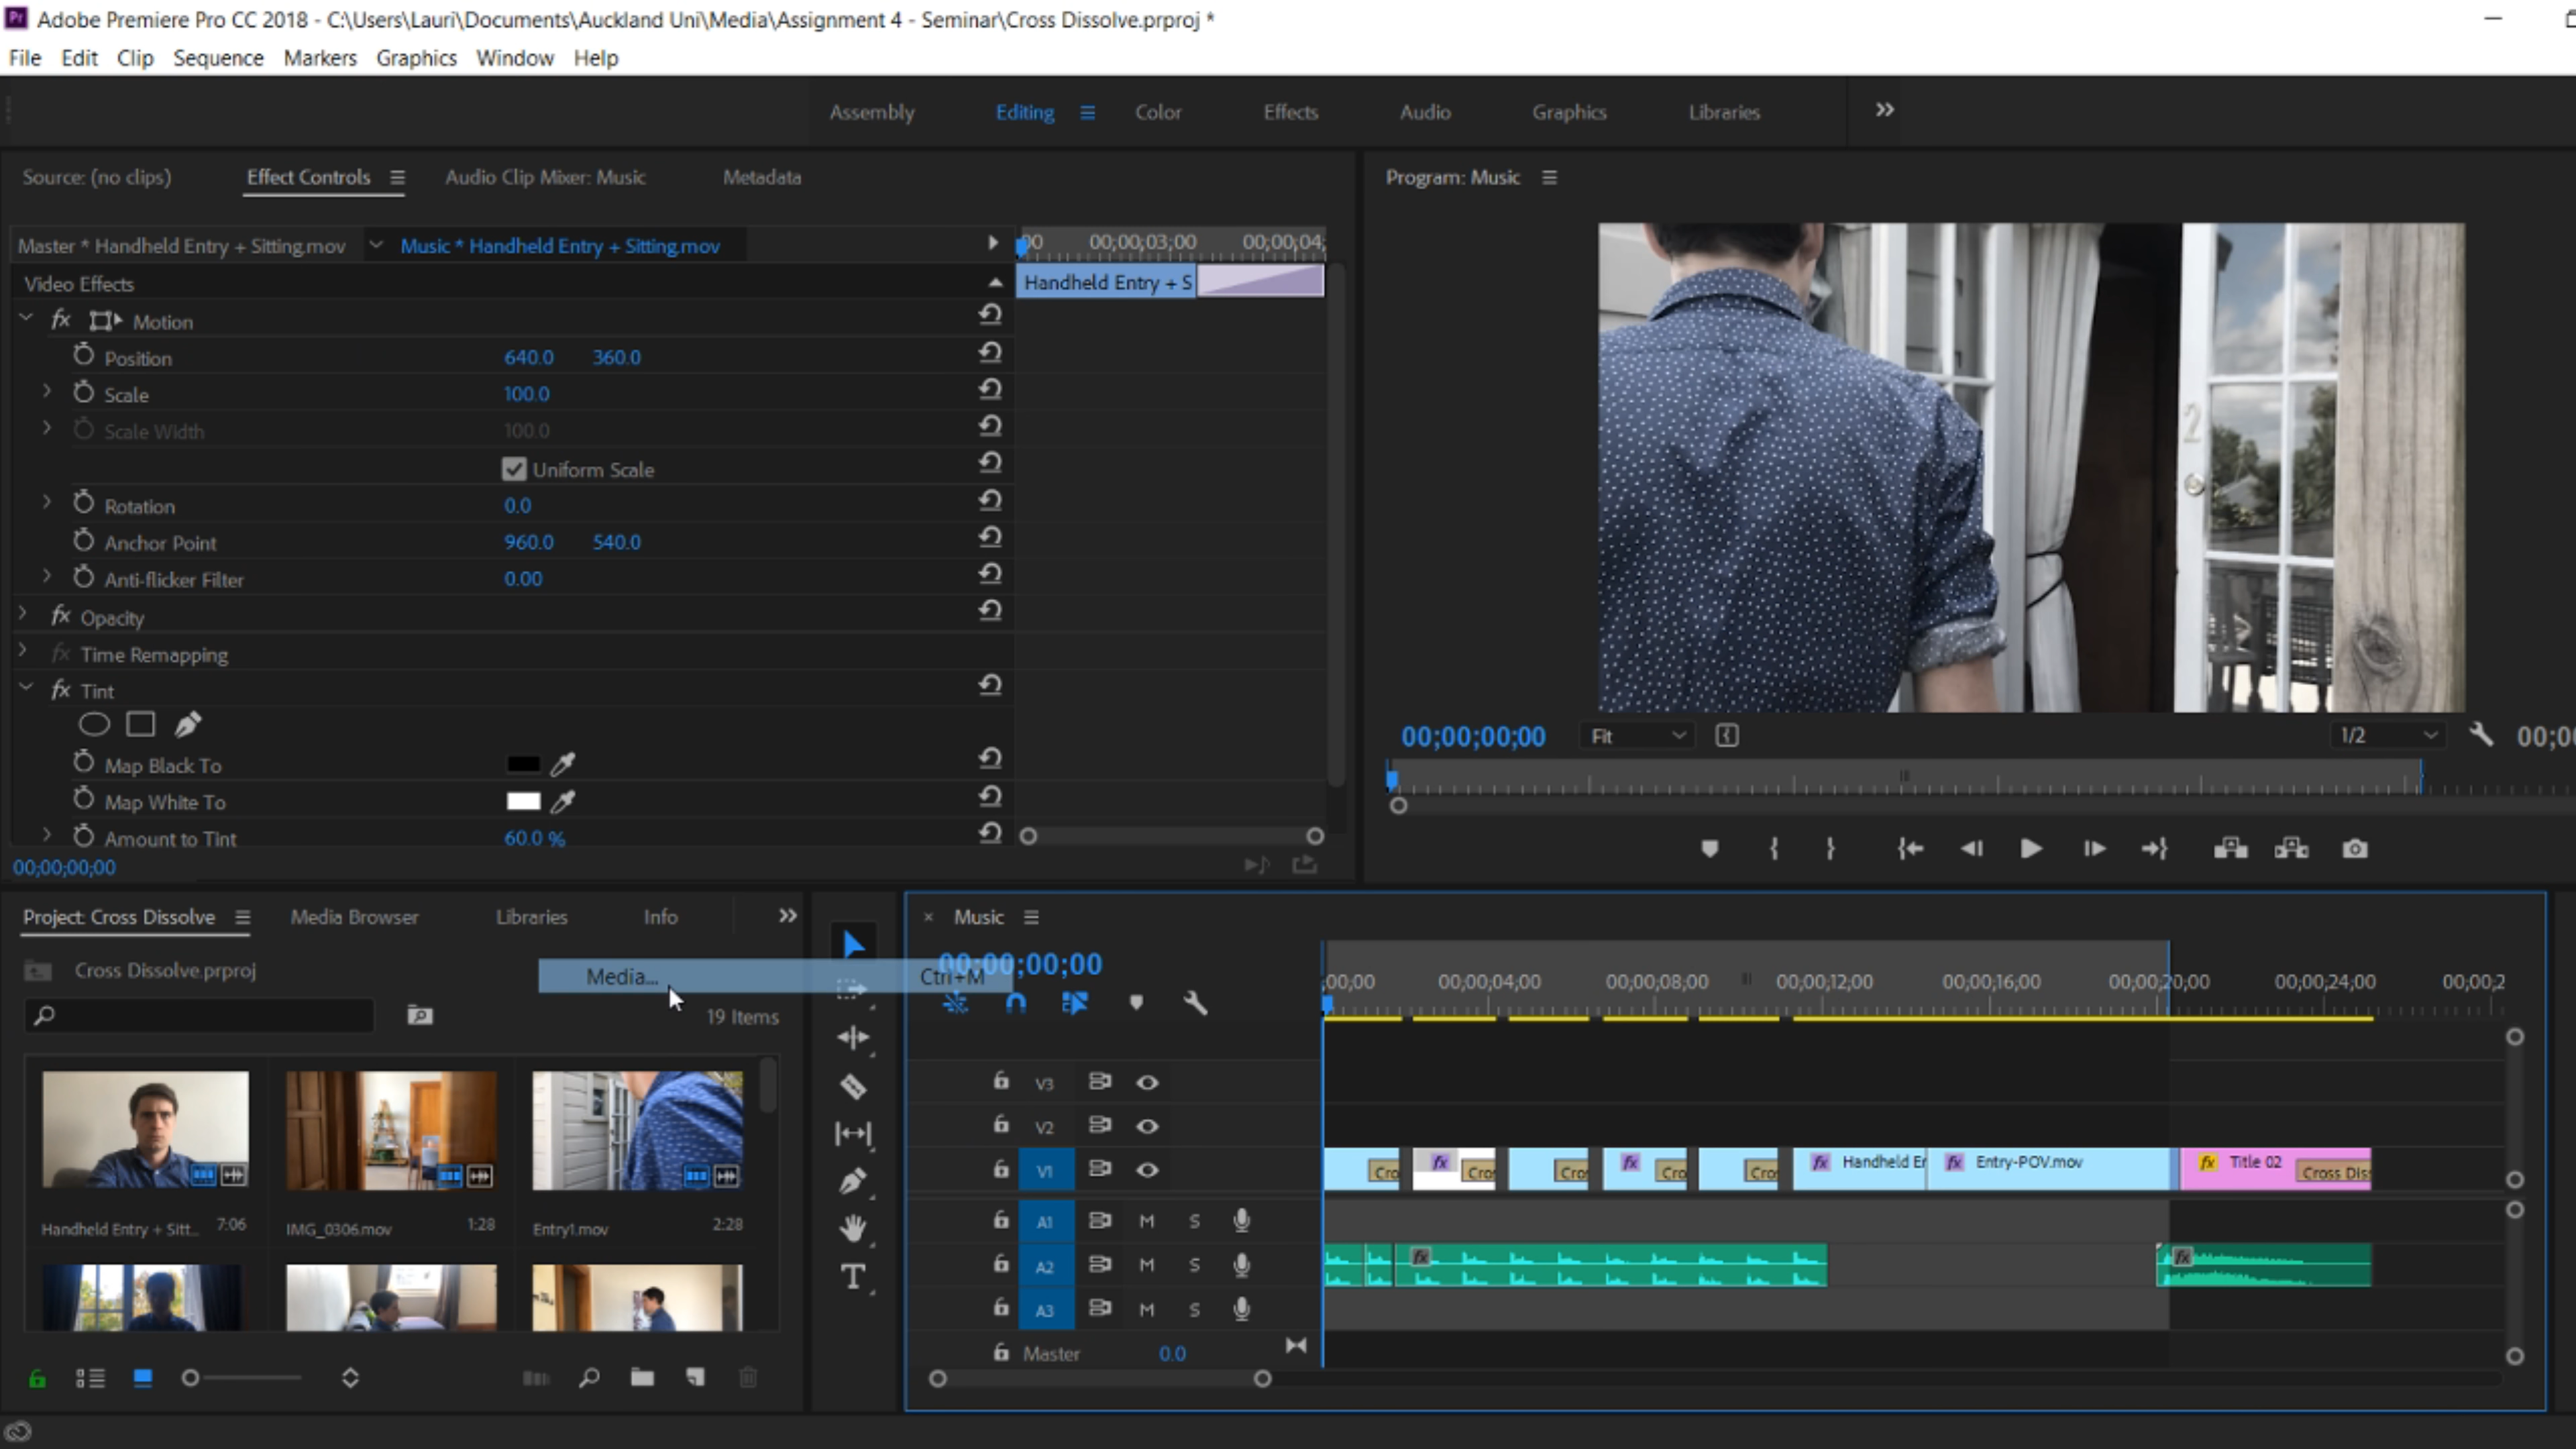 Pr Adobe Premiere Pro CC 2018 - C:\Users\Lauri\Documents\Auckland Uni\Media\Assignment 4 - Seminar\Cross Dissolve.prproj *
File Edit Clip Sequence Markers Graphics Window Help
Assembly Editing Color Effects Audio Graphics Libraries
Source: (no clips) Effect Controls Audio Clip Mixer: Music Metadata
Program: Music
Master * Handheld Entry + Sitting.mov Music * Handheld Entry + Sitting.mov
00 00;00;03;00 00;00;04;
Video Effects
Handheld Entry + S
fx Motion
Position 640.0 360.0
Scale 100.0
Scale Width 100.0
Uniform Scale
Rotation 0.0
Anchor Point 960.0 540.0
Anti-flicker Filter 0.00
fx Opacity
fx Time Remapping
fx Tint
Map Black To
Map White To
Amount to Tint 60.0 %
00;00;00;00
2
00;00;00;00 Fit 1/2 00;0
Project: Cross Dissolve Media Browser Libraries Info
Cross Dissolve.prproj
Media... Ctrl+M
19 Items
Handheld Entry + Sitt... 7:06
IMG_0306.mov 1:28
Entry1.mov 2:28
Music
00;00;00;00
;00;00 00;00;04;00 00;00;08;00 00;00;12;00 00;00;16;00 00;00;20;00 00;00;24;00 00;00;2
V3
V2
V1
Cro fx Cro Cro fx Cro Cro fx Handheld Er fx Entry-POV.mov fx Title 02 Cross Dis
A1 M S
A2 M S
fx fx
A3 M S
Master 0.0
T